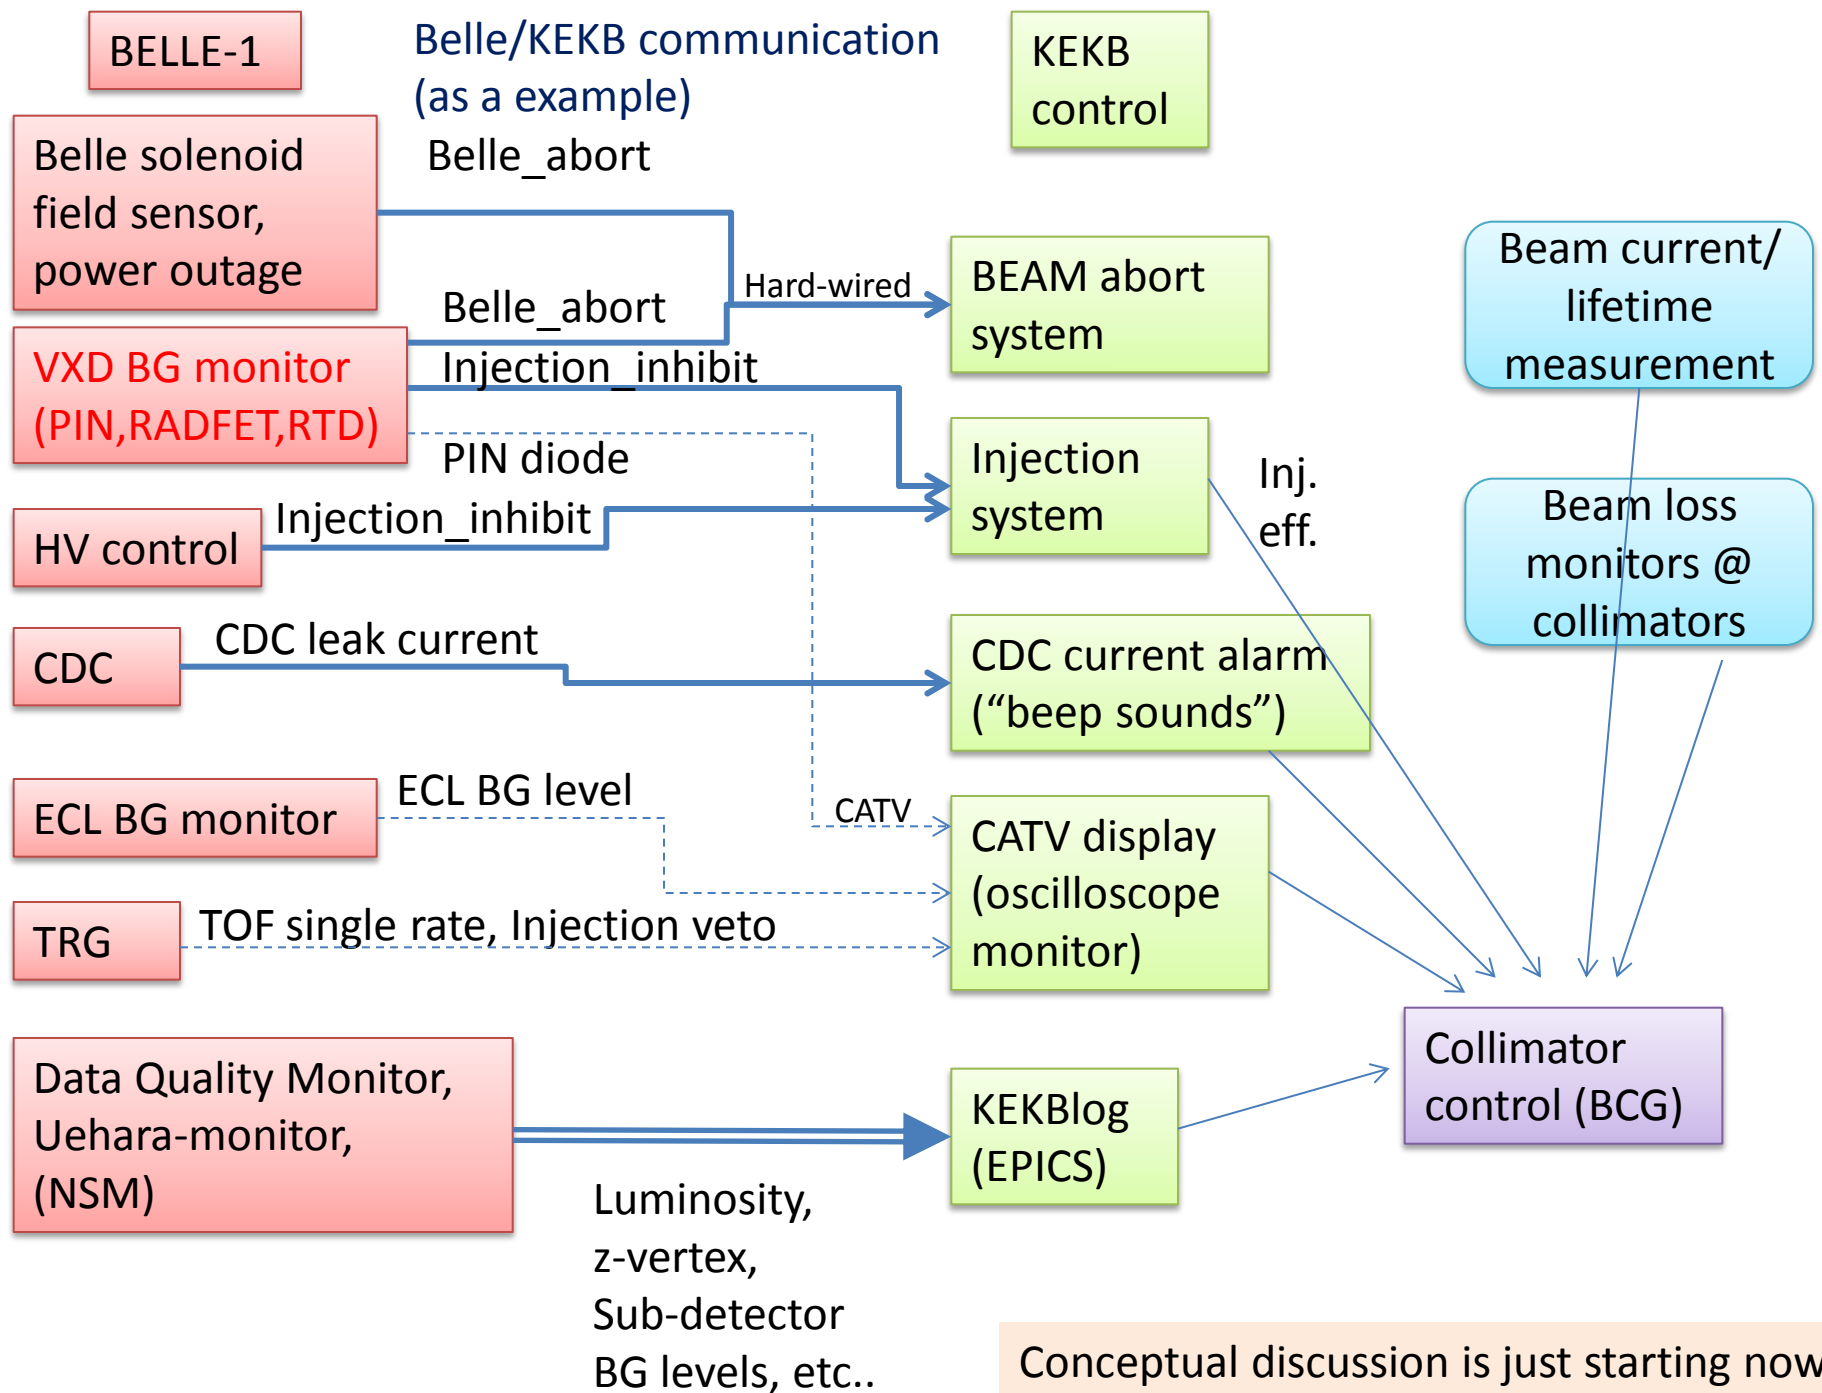 BELLE-1
Belle/KEKB communication
(as a example)
KEKB
control
Belle solenoid
field sensor,
power outage
Belle_abort
Hard-wired
BEAM abort
system
Beam current/
lifetime
measurement
VXD BG monitor
(PIN,RADFET,RTD)
Belle_abort
Injection_inhibit
PIN diode
Injection
system
Inj.
eff.
Beam loss
monitors @
collimators
HV control
Injection_inhibit
CDC
CDC leak current
CDC current alarm
(“beep sounds”)
ECL BG monitor
ECL BG level
CATV
CATV display
(oscilloscope
monitor)
TRG
TOF single rate, Injection veto
Data Quality Monitor,
Uehara-monitor,
(NSM)
KEKBlog
(EPICS)
Collimator
control (BCG)
Luminosity,
z-vertex,
Sub-detector
BG levels, etc..
Conceptual discussion is just starting now